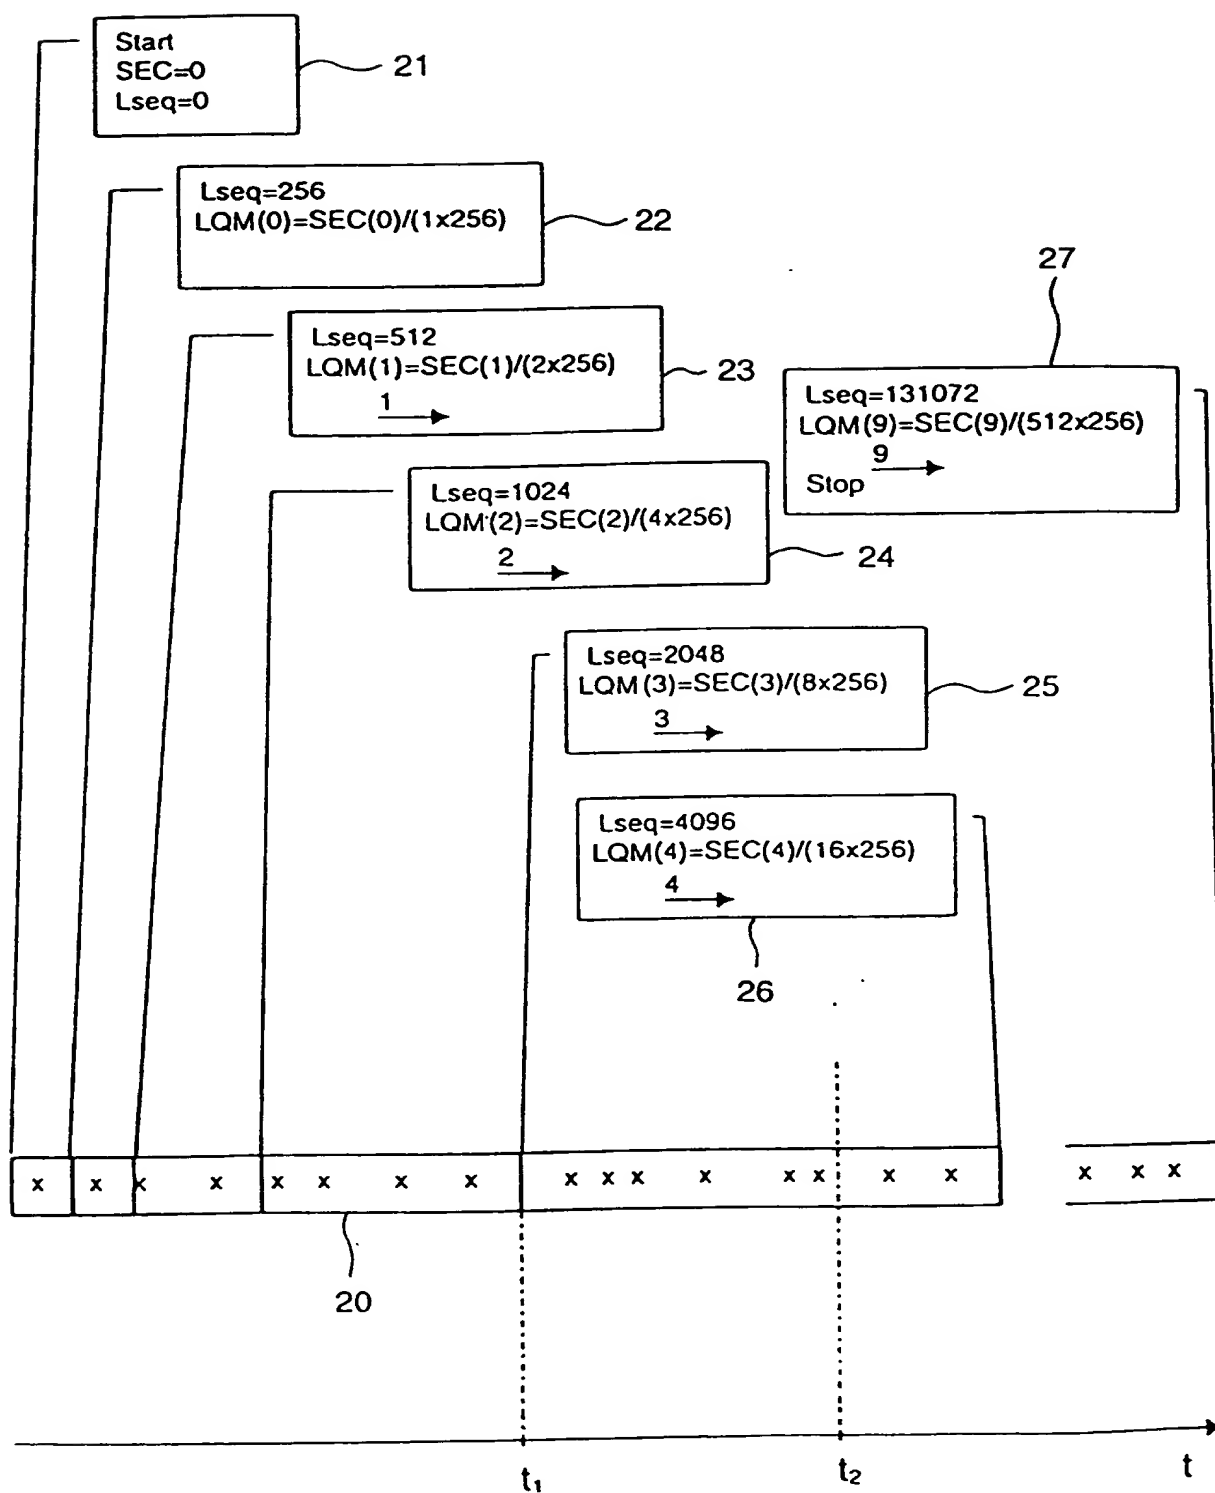 Start
SEC=0
Lseq=0
21
Lseq=256
LQM(0)=SEC(0)/(1x256)
22
Lseq=512
LQM(1)=SEC(1)/(2x256)
1
23
27
Lseq=131072
LQM(9)=SEC(9)/(512x256)
9
Stop
Lseq=1024
LQM(2)=SEC(2)/(4x256)
2
24
Lseq=2048
LQM(3)=SEC(3)/(8x256)
3
25
Lseq=4096
LQM(4)=SEC(4)/(16x256)
4
26
x x x x x x x x x x x x x x x x x x x
20
t₁ t₂ t